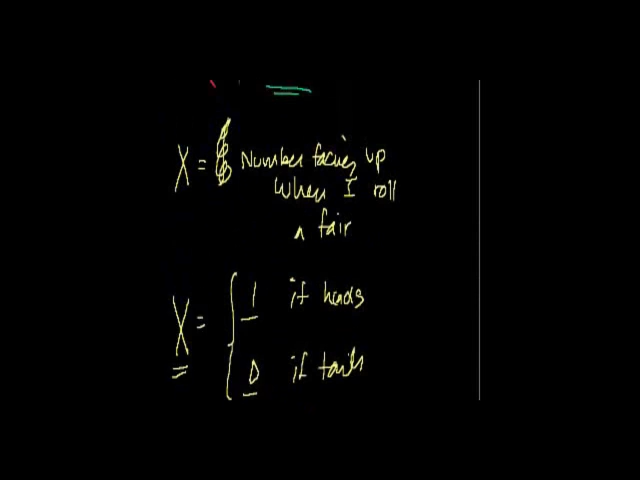 X = Number facing up
when I roll
a fair
X = { 1 if heads
0 if tails